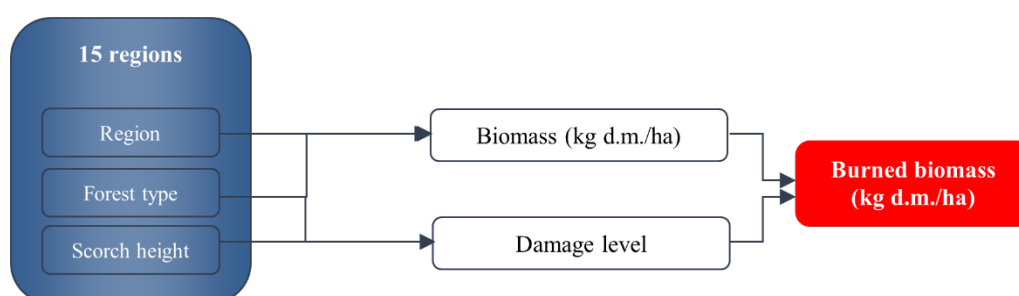 15 regions
Region
Forest type
Scorch height
Biomass (kg d.m./ha)
Damage level
Burned biomass
(kg d.m./ha)